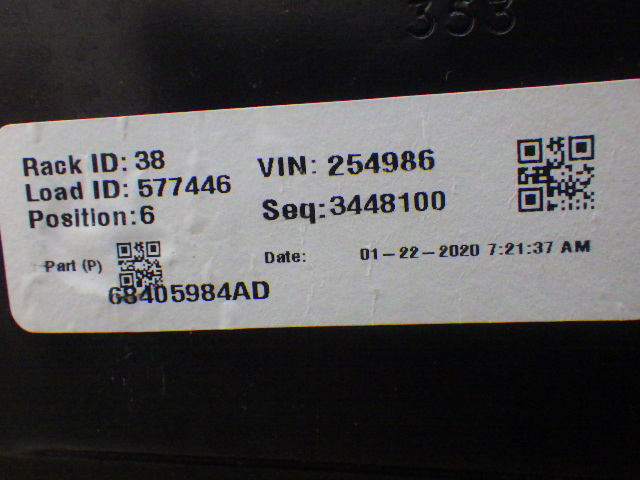 353
Rack ID: 38
Load ID: 577446
Position:6
VIN: 254986
Seq:3448100
Part (P)
68405984AD
Date: 01-22-2020 7:21:37 AM